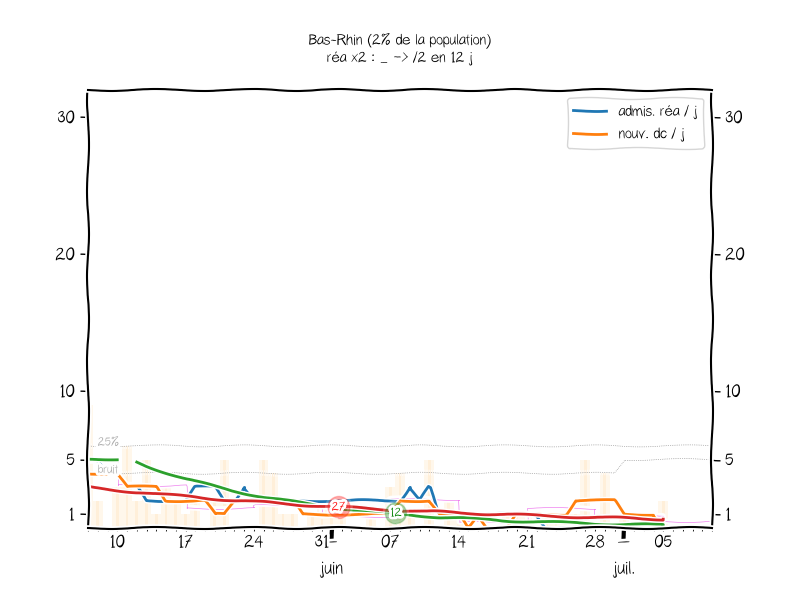 Bas-Rhin (2% de la population)
réa x2 : _ -> /2 en 12 j
admis. réa / j
nouv. dc / j
30
30
20
20
10
10
25%
bruit
5
5
27
12
1
1
10 17 24 31 07 14 21 28 05
juin juil.